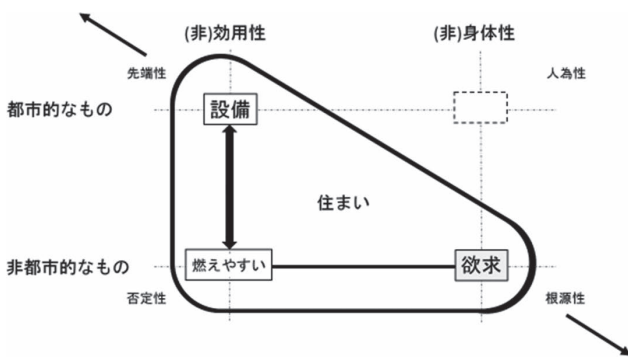 (非)効用性
(非)身体性
先端性
人為性
都市的なもの
設備
住まい
非都市的なもの
燃えやすい
欲求
否定性
根源性